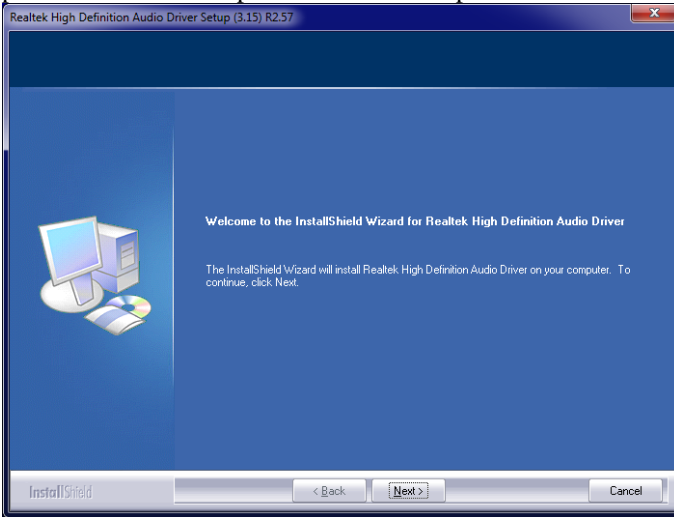 Realtek High Definition Audio Driver Setup (3.15) R2.57
Welcome to the InstallShield Wizard for Realtek High Definition Audio Driver
The InstallShield Wizard will install Realtek High Definition Audio Driver on your computer. To
continue, click Next.
InstallShield
< Back Next > Cancel